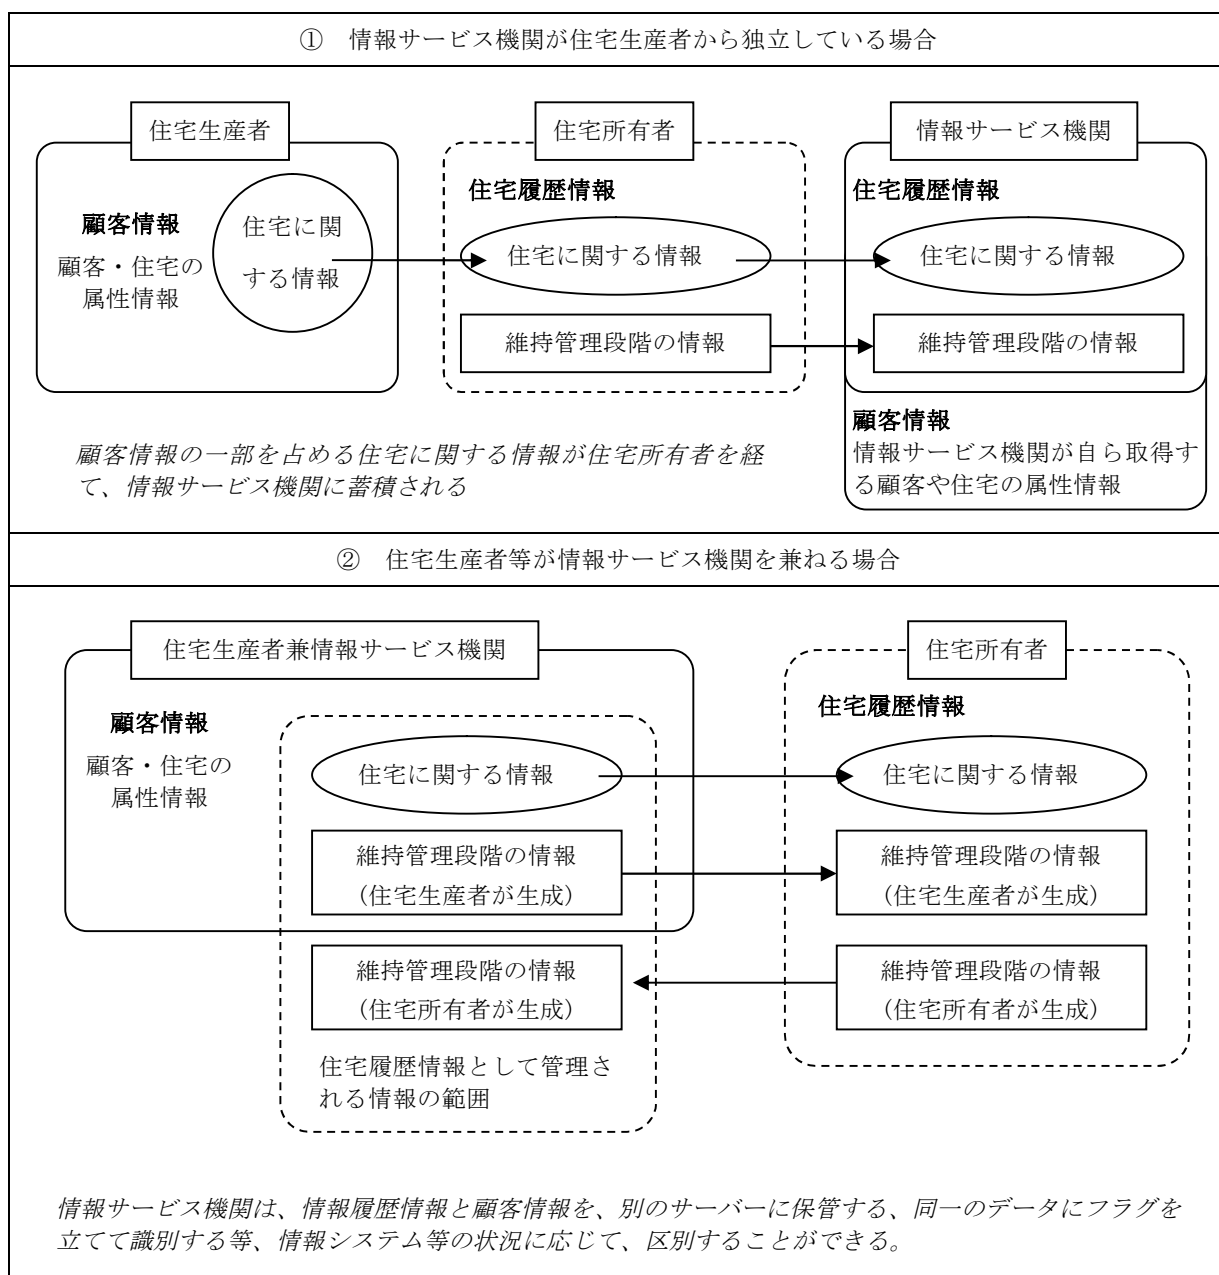 ① 情報サービス機関が住宅生産者から独立している場合
住宅生産者
顧客情報
顧客・住宅の
属性情報
住宅に関
する情報
住宅所有者
住宅履歴情報
住宅に関する情報
維持管理段階の情報
情報サービス機関
住宅履歴情報
住宅に関する情報
維持管理段階の情報
顧客情報
情報サービス機関が自ら取得す
る顧客や住宅の属性情報
顧客情報の一部を占める住宅に関する情報が住宅所有者を経
て、情報サービス機関に蓄積される
② 住宅生産者等が情報サービス機関を兼ねる場合
住宅生産者兼情報サービス機関
顧客情報
顧客・住宅の
属性情報
住宅に関する情報
維持管理段階の情報
(住宅生産者が生成)
維持管理段階の情報
(住宅所有者が生成)
住宅履歴情報として管理さ
れる情報の範囲
住宅所有者
住宅履歴情報
住宅に関する情報
維持管理段階の情報
(住宅生産者が生成)
維持管理段階の情報
(住宅所有者が生成)
情報サービス機関は、情報履歴情報と顧客情報を、別のサーバーに保管する、同一のデータにフラグを
立てて識別する等、情報システム等の状況に応じて、区別することができる。